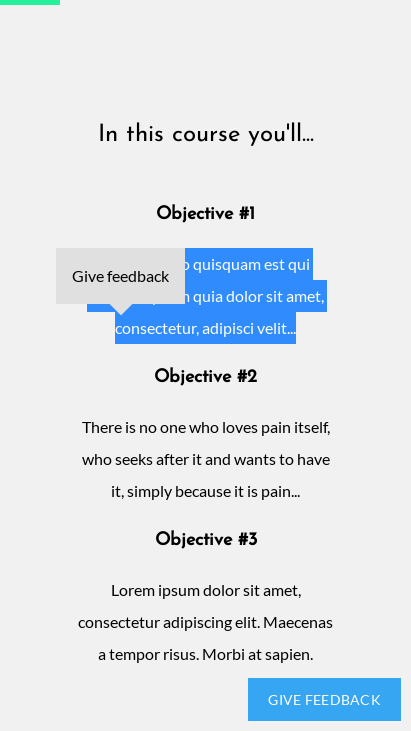 In this course you'll...
Objective #1
quisquam est qui
Give feedback
quia dolor sit amet,
consectetur, adipisci velit...
Objective #2
There is no one who loves pain itself,
who seeks after it and wants to have
it, simply because it is pain...
Objective #3
Lorem ipsum dolor sit amet,
consectetur adipiscing elit. Maecenas
a tempor risus. Morbi at sapien.
GIVE FEEDBACK